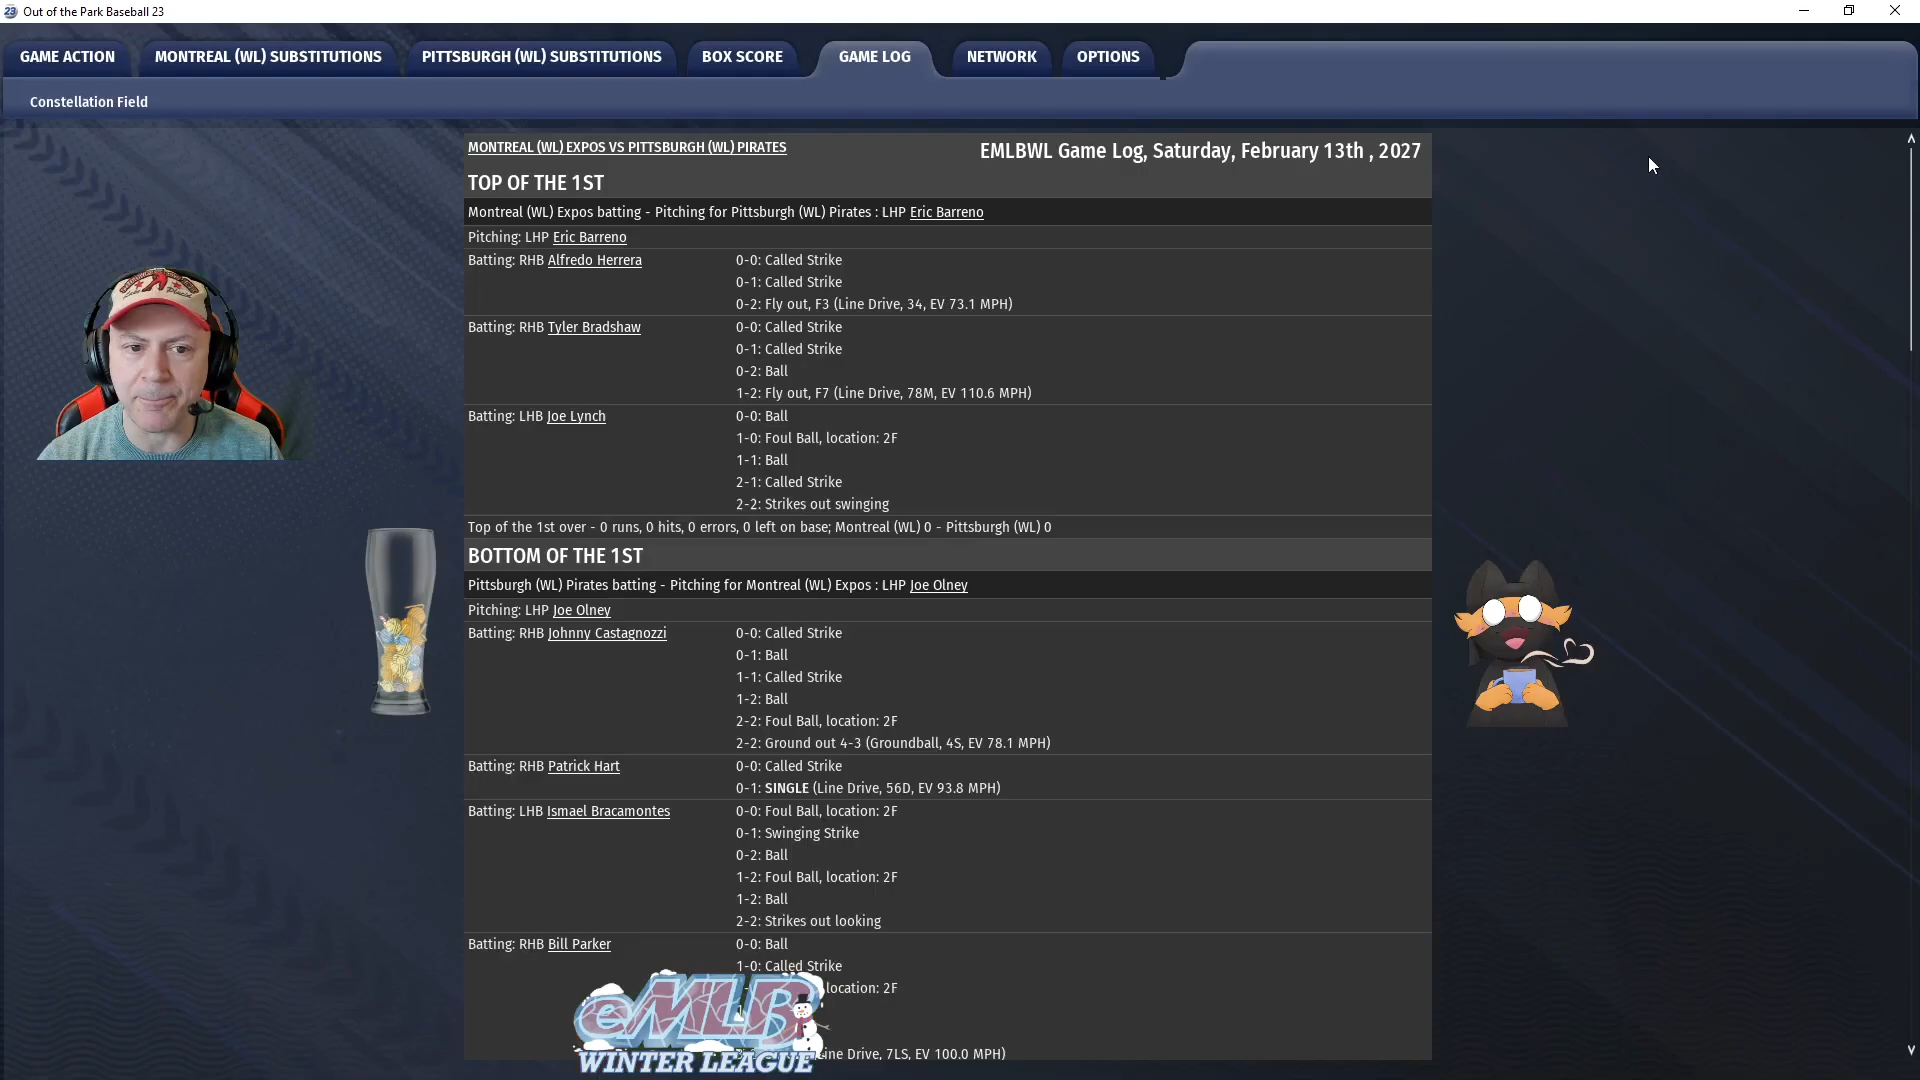 Out of the Park Baseball 23
GAME ACTION
MONTREAL (WL) SUBSTITUTIONS
PITTSBURGH (WL) SUBSTITUTIONS
BOX SCORE
GAME LOG
NETWORK
OPTIONS
Constellation Field
MONTREAL (WL) EXPOS VS PITTSBURGH (WL) PIRATES
EMLBWL Game Log, Saturday, February 13th , 2027
TOP OF THE 1ST
Montreal (WL) Expos batting - Pitching for Pittsburgh (WL) Pirates : LHP Eric Barreno
Pitching: LHP Eric Barreno
Batting: RHB Alfredo Herrera
0-0: Called Strike
0-1: Called Strike
0-2: Fly out, F3 (Line Drive, 34, EV 73.1 MPH)
Batting: RHB Tyler Bradshaw
0-0: Called Strike
0-1: Called Strike
0-2: Ball
1-2: Fly out, F7 (Line Drive, 78M, EV 110.6 MPH)
Batting: LHB Joe Lynch
0-0: Ball
1-0: Foul Ball, location: 2F
1-1: Ball
2-1: Called Strike
2-2: Strikes out swinging
Top of the 1st over - 0 runs, 0 hits, 0 errors, 0 left on base; Montreal (WL) 0 - Pittsburgh (WL) 0
BOTTOM OF THE 1ST
Pittsburgh (WL) Pirates batting - Pitching for Montreal (WL) Expos : LHP Joe Olney
Pitching: LHP Joe Olney
Batting: RHB Johnny Castagnozzi
0-0: Called Strike
0-1: Ball
1-1: Called Strike
1-2: Ball
2-2: Foul Ball, location: 2F
2-2: Ground out 4-3 (Groundball, 4S, EV 78.1 MPH)
Batting: RHB Patrick Hart
0-0: Called Strike
0-1: SINGLE (Line Drive, 56D, EV 93.8 MPH)
Batting: LHB Ismael Bracamontes
0-0: Foul Ball, location: 2F
0-1: Swinging Strike
0-2: Ball
1-2: Foul Ball, location: 2F
1-2: Ball
2-2: Strikes out looking
Batting: RHB Bill Parker
0-0: Ball
1-0: Called Strike
location: 2F
Line Drive, 7LS, EV 100.0 MPH)
eMLB
WINTER LEAGUE